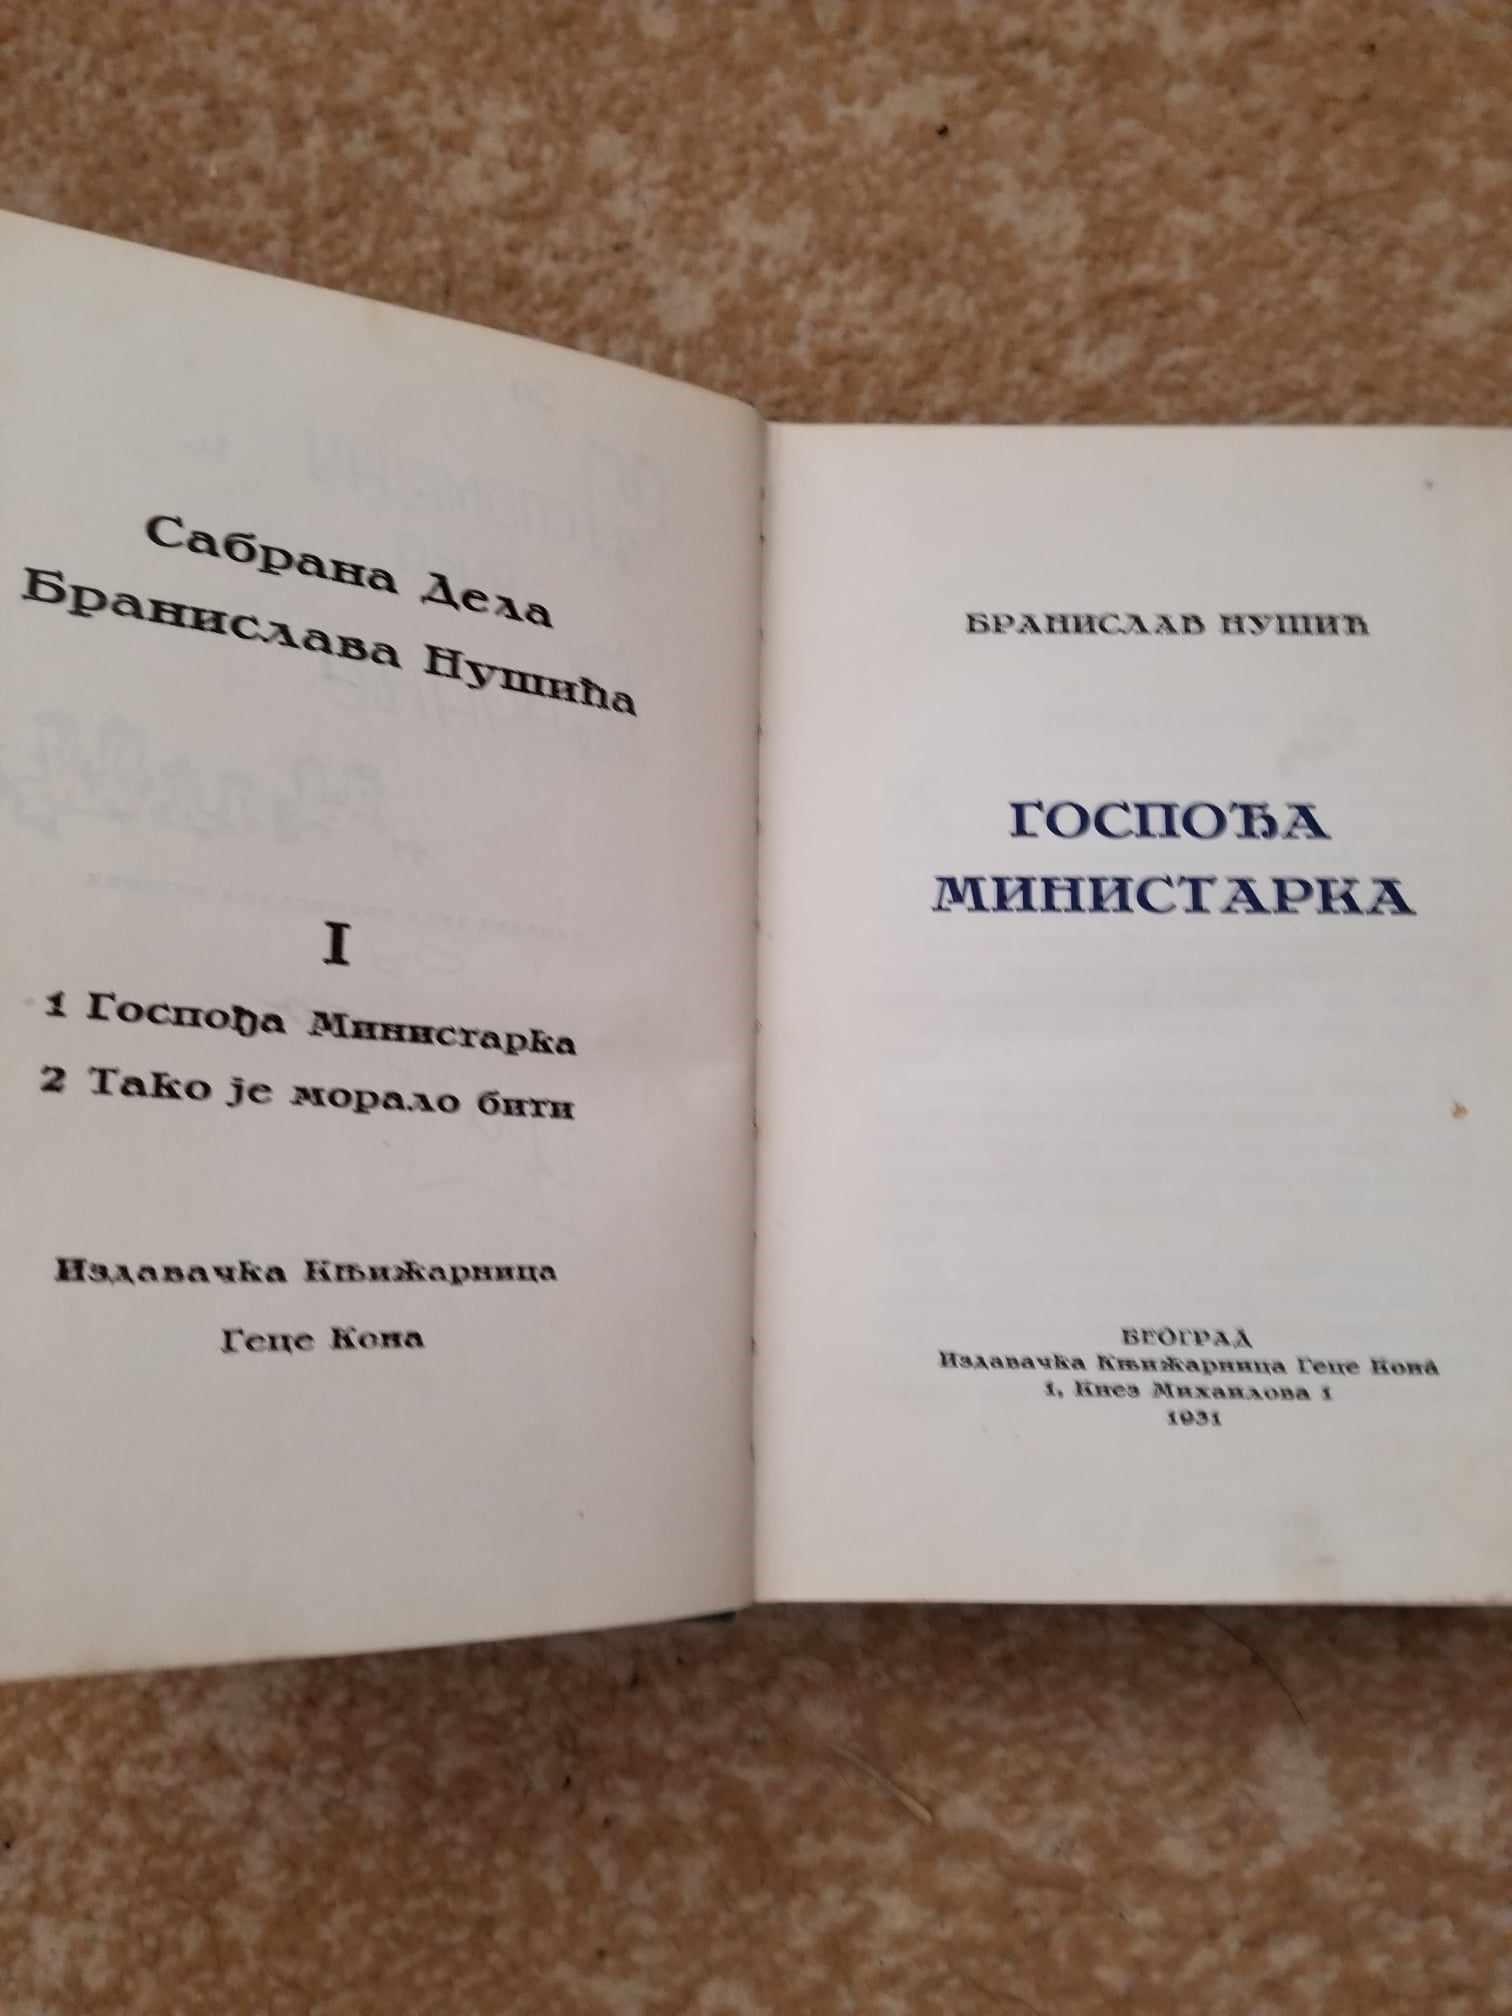 Сабрана Дела
Бранислава Нушића
I
1 Госпођа Министарка
2 Тако је морало бити
Издавачка Књижарница
Геце Кона
БРАНИСЛАВ НУШИЋ
ГОСПОЂА
МИНИСТАРКА
БЕОГРАД
Издавачка Књижарница Геце Кона
1, Кнез Михаилова 1
1931